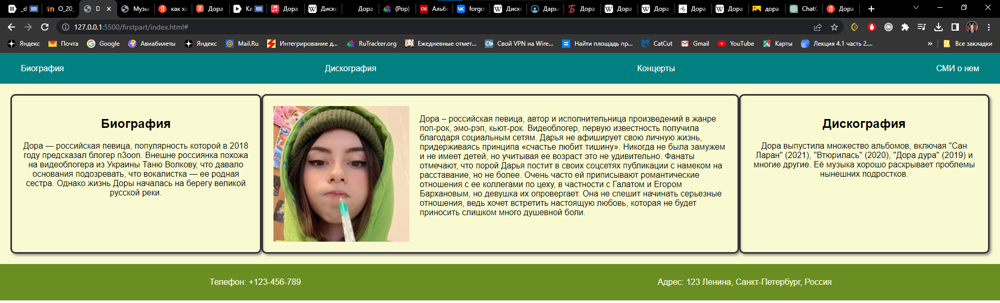 _d
O_20_
D
Музы
как ха
Дора
Кл
Дора
Диск
Дора
(Pop)
Альб
forgot
Диск
Дарь
Дора
Дора
Дора
Дора
Дора
дора
ChatG
Дора
127.0.0.1:5500/firstpart/index.html#
Яндекс Почта Google Авиабилеты Яндекс Mail.Ru Интегрирование д... RuTracker.org Ежедневные отмет... Свой VPN на Wire... Найти площадь пр... CatCut Gmail YouTube Карты Лекция 4.1 часть 2.... » Все закладки
Биография Дискография Концерты СМИ о нем
Биография
Дора — российская певица, популярность которой в 2018
году предсказал блогер n3oon. Внешне россиянка похожа
на видеоблогера из Украины Таню Волкову, что давало
основания подозревать, что вокалистка — ее родная
сестра. Однако жизнь Доры началась на берегу великой
русской реки.
Дора – российская певица, автор и исполнительница произведений в жанре
поп-рок, эмо-рэп, кьют-рок. Видеоблогер, первую известность получила
благодаря социальным сетям. Дарья не афиширует свою личную жизнь,
придерживаясь принципа «счастье любит тишину». Никогда не была замужем
и не имеет детей, но учитывая ее возраст это не удивительно. Фанаты
отмечают, что порой Дарья постит в своих соцсетях публикации с намеком на
расставание, но не более. Очень часто ей приписывают романтические
отношения с ее коллегами по цеху, в частности с Галатом и Егором
Бархановым, но девушка их опровергает. Она не спешит начинать серьезные
отношения, ведь хочет встретить настоящую любовь, которая не будет
приносить слишком много душевной боли.
Дискография
Дора выпустила множество альбомов, включая "Сан
Ларан" (2021), "Втюрилась" (2020), "Дора дура" (2019) и
многие другие. Её музыка хорошо раскрывает проблемы
нынешних подростков.
Телефон: +123-456-789 Адрес: 123 Ленина, Санкт-Петербург, Россия